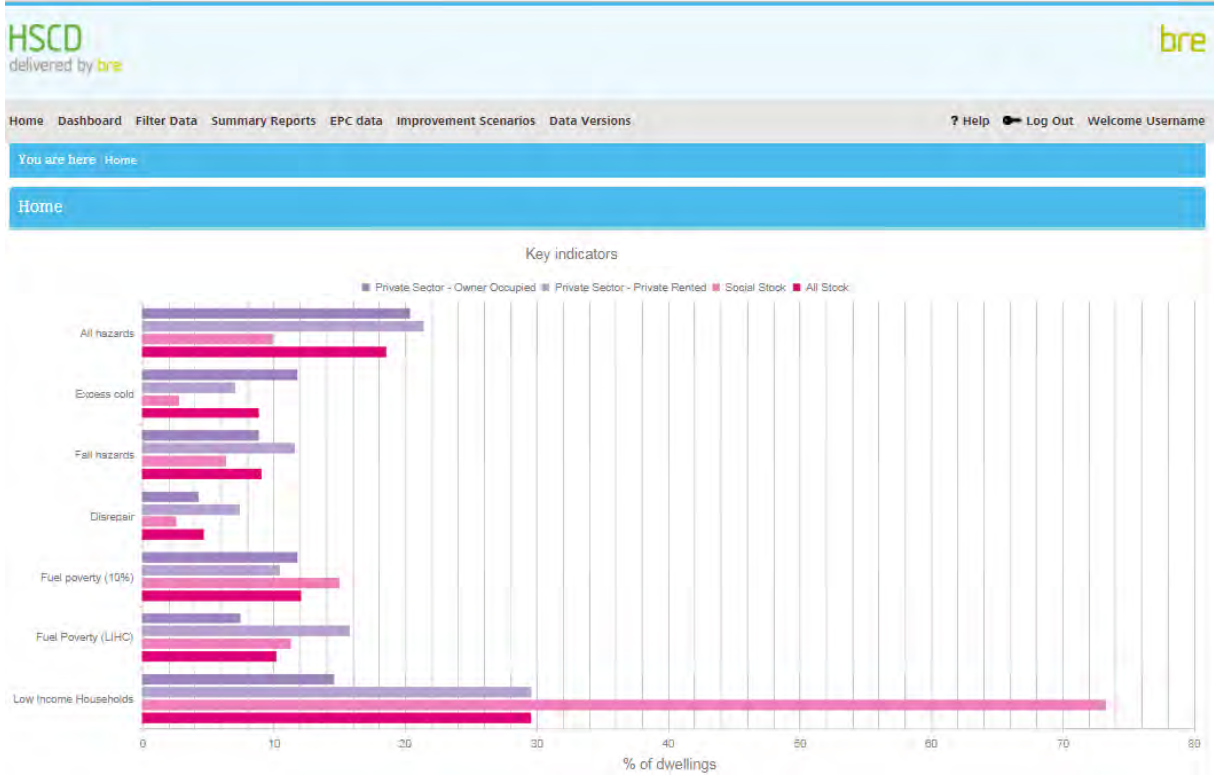 HSCD
delivered by bre
bre
Home Dashboard Filter Data Summary Reports EPC data Improvement Scenarios Data Versions ? Help Log Out Welcome Username
You are here Home
Home
Key indicators
Private Sector - Owner Occupied Private Sector - Private Rented Social Stock All Stock
All hazards
Excess cold
Fall hazards
Disrepair
Fuel poverty (10%)
Fuel Poverty (LIHC)
Low Income Households
0 10 20 30 40 50 60 70 80
% of dwellings